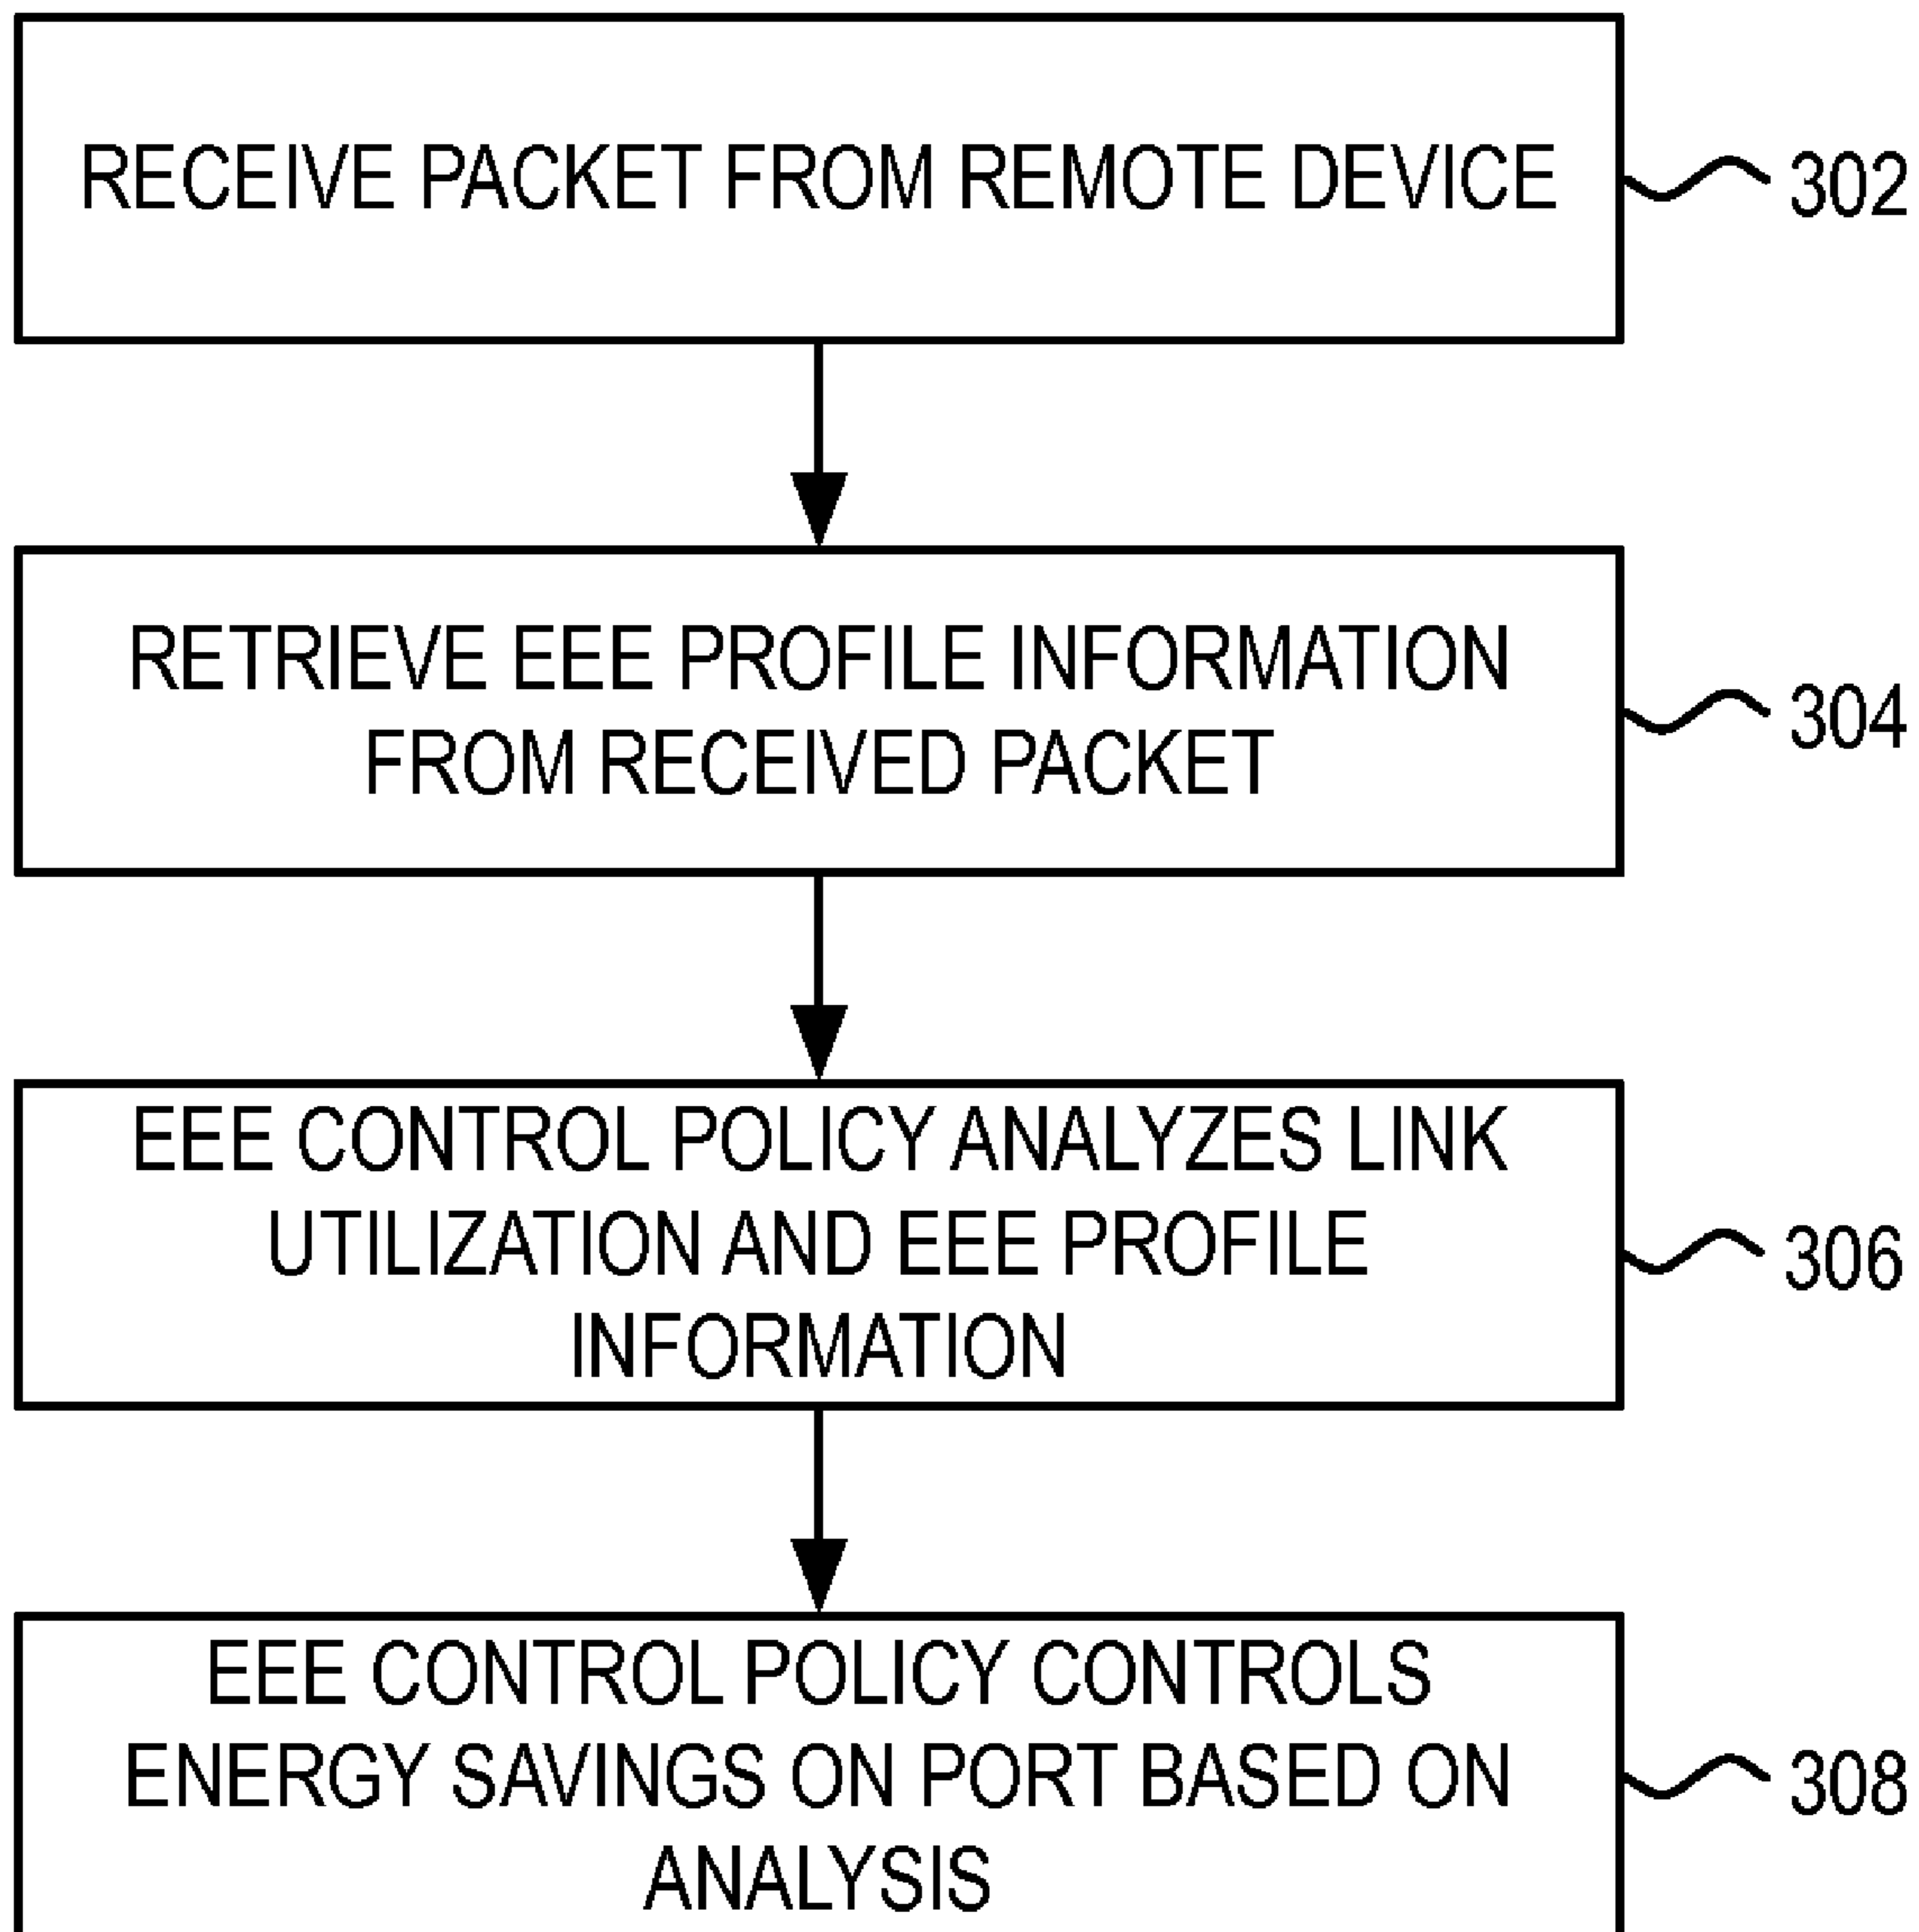 RECEIVE PACKET FROM REMOTE DEVICE
302
RETRIEVE EEE PROFILE INFORMATION
FROM RECEIVED PACKET
304
EEE CONTROL POLICY ANALYZES LINK
UTILIZATION AND EEE PROFILE
INFORMATION
306
EEE CONTROL POLICY CONTROLS
ENERGY SAVINGS ON PORT BASED ON
ANALYSIS
308